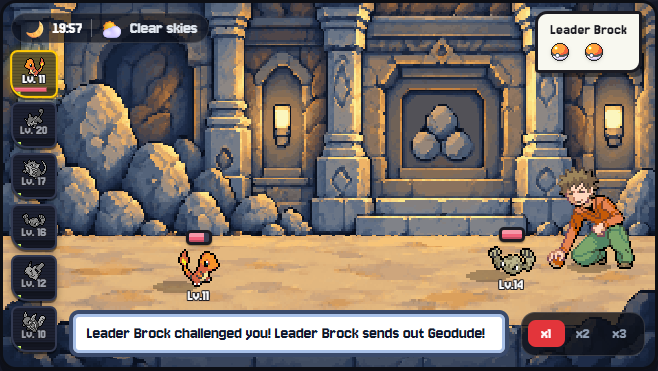 19:57
Clear skies
Leader Brock
Lv. 11
Lv. 20
Lv. 17
Lv. 16
Lv. 12
Lv. 10
Lv.11
Lv.14
Leader Brock challenged you! Leader Brock sends out Geodude!
x1 x2 x3